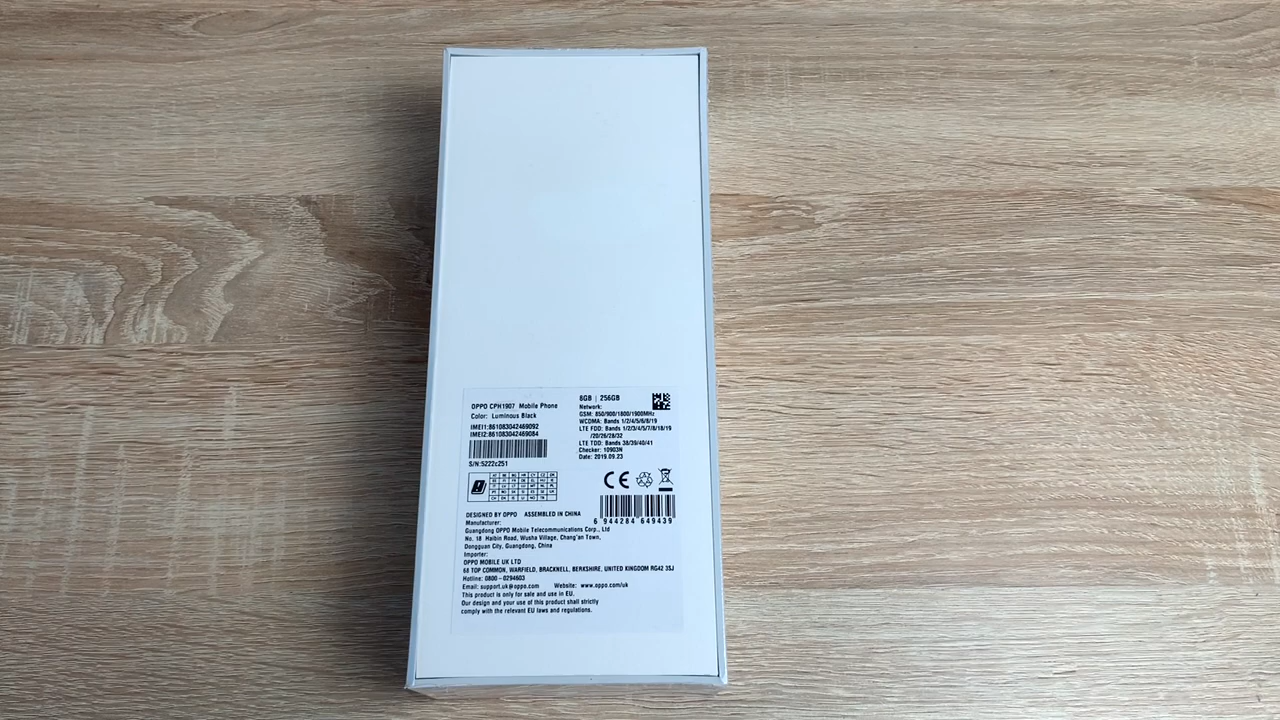 OPPO CPH1907 Mobile Phone
Color: Luminous Black
IMEI1:861083042469092
IMEI2:861083042469084
S/N:5222c251
8GB | 256GB
Network:
GSM: 850/900/1800/1900MHz
WCDMA: Bands 1/2/4/5/6/8/19
LTE FDD: Bands 1/2/3/4/5/7/8/18/19
/20/26/28/32
LTE TDD: Bands 38/39/40/41
Checker: 10903N
Date: 2019.09.23
CE
6 944284 649439
DESIGNED BY OPPO ASSEMBLED IN CHINA
Manufacturer:
Guangdong OPPO Mobile Telecommunications Corp., Ltd
No. 18 Haibin Road, Wusha Village, Chang'an Town,
Dongguan City, Guangdong, China
Importer:
OPPO MOBILE UK LTD
68 TOP COMMON, WARFIELD, BRACKNELL, BERKSHIRE, UNITED KINGDOM RG42 3SJ
Hotline: 0800-0294603
Email: support.uk@oppo.com Website: www.oppo.com/uk
This product is only for sale and use in EU.
Our design and your use of this product shall strictly
comply with the relevant EU laws and regulations.